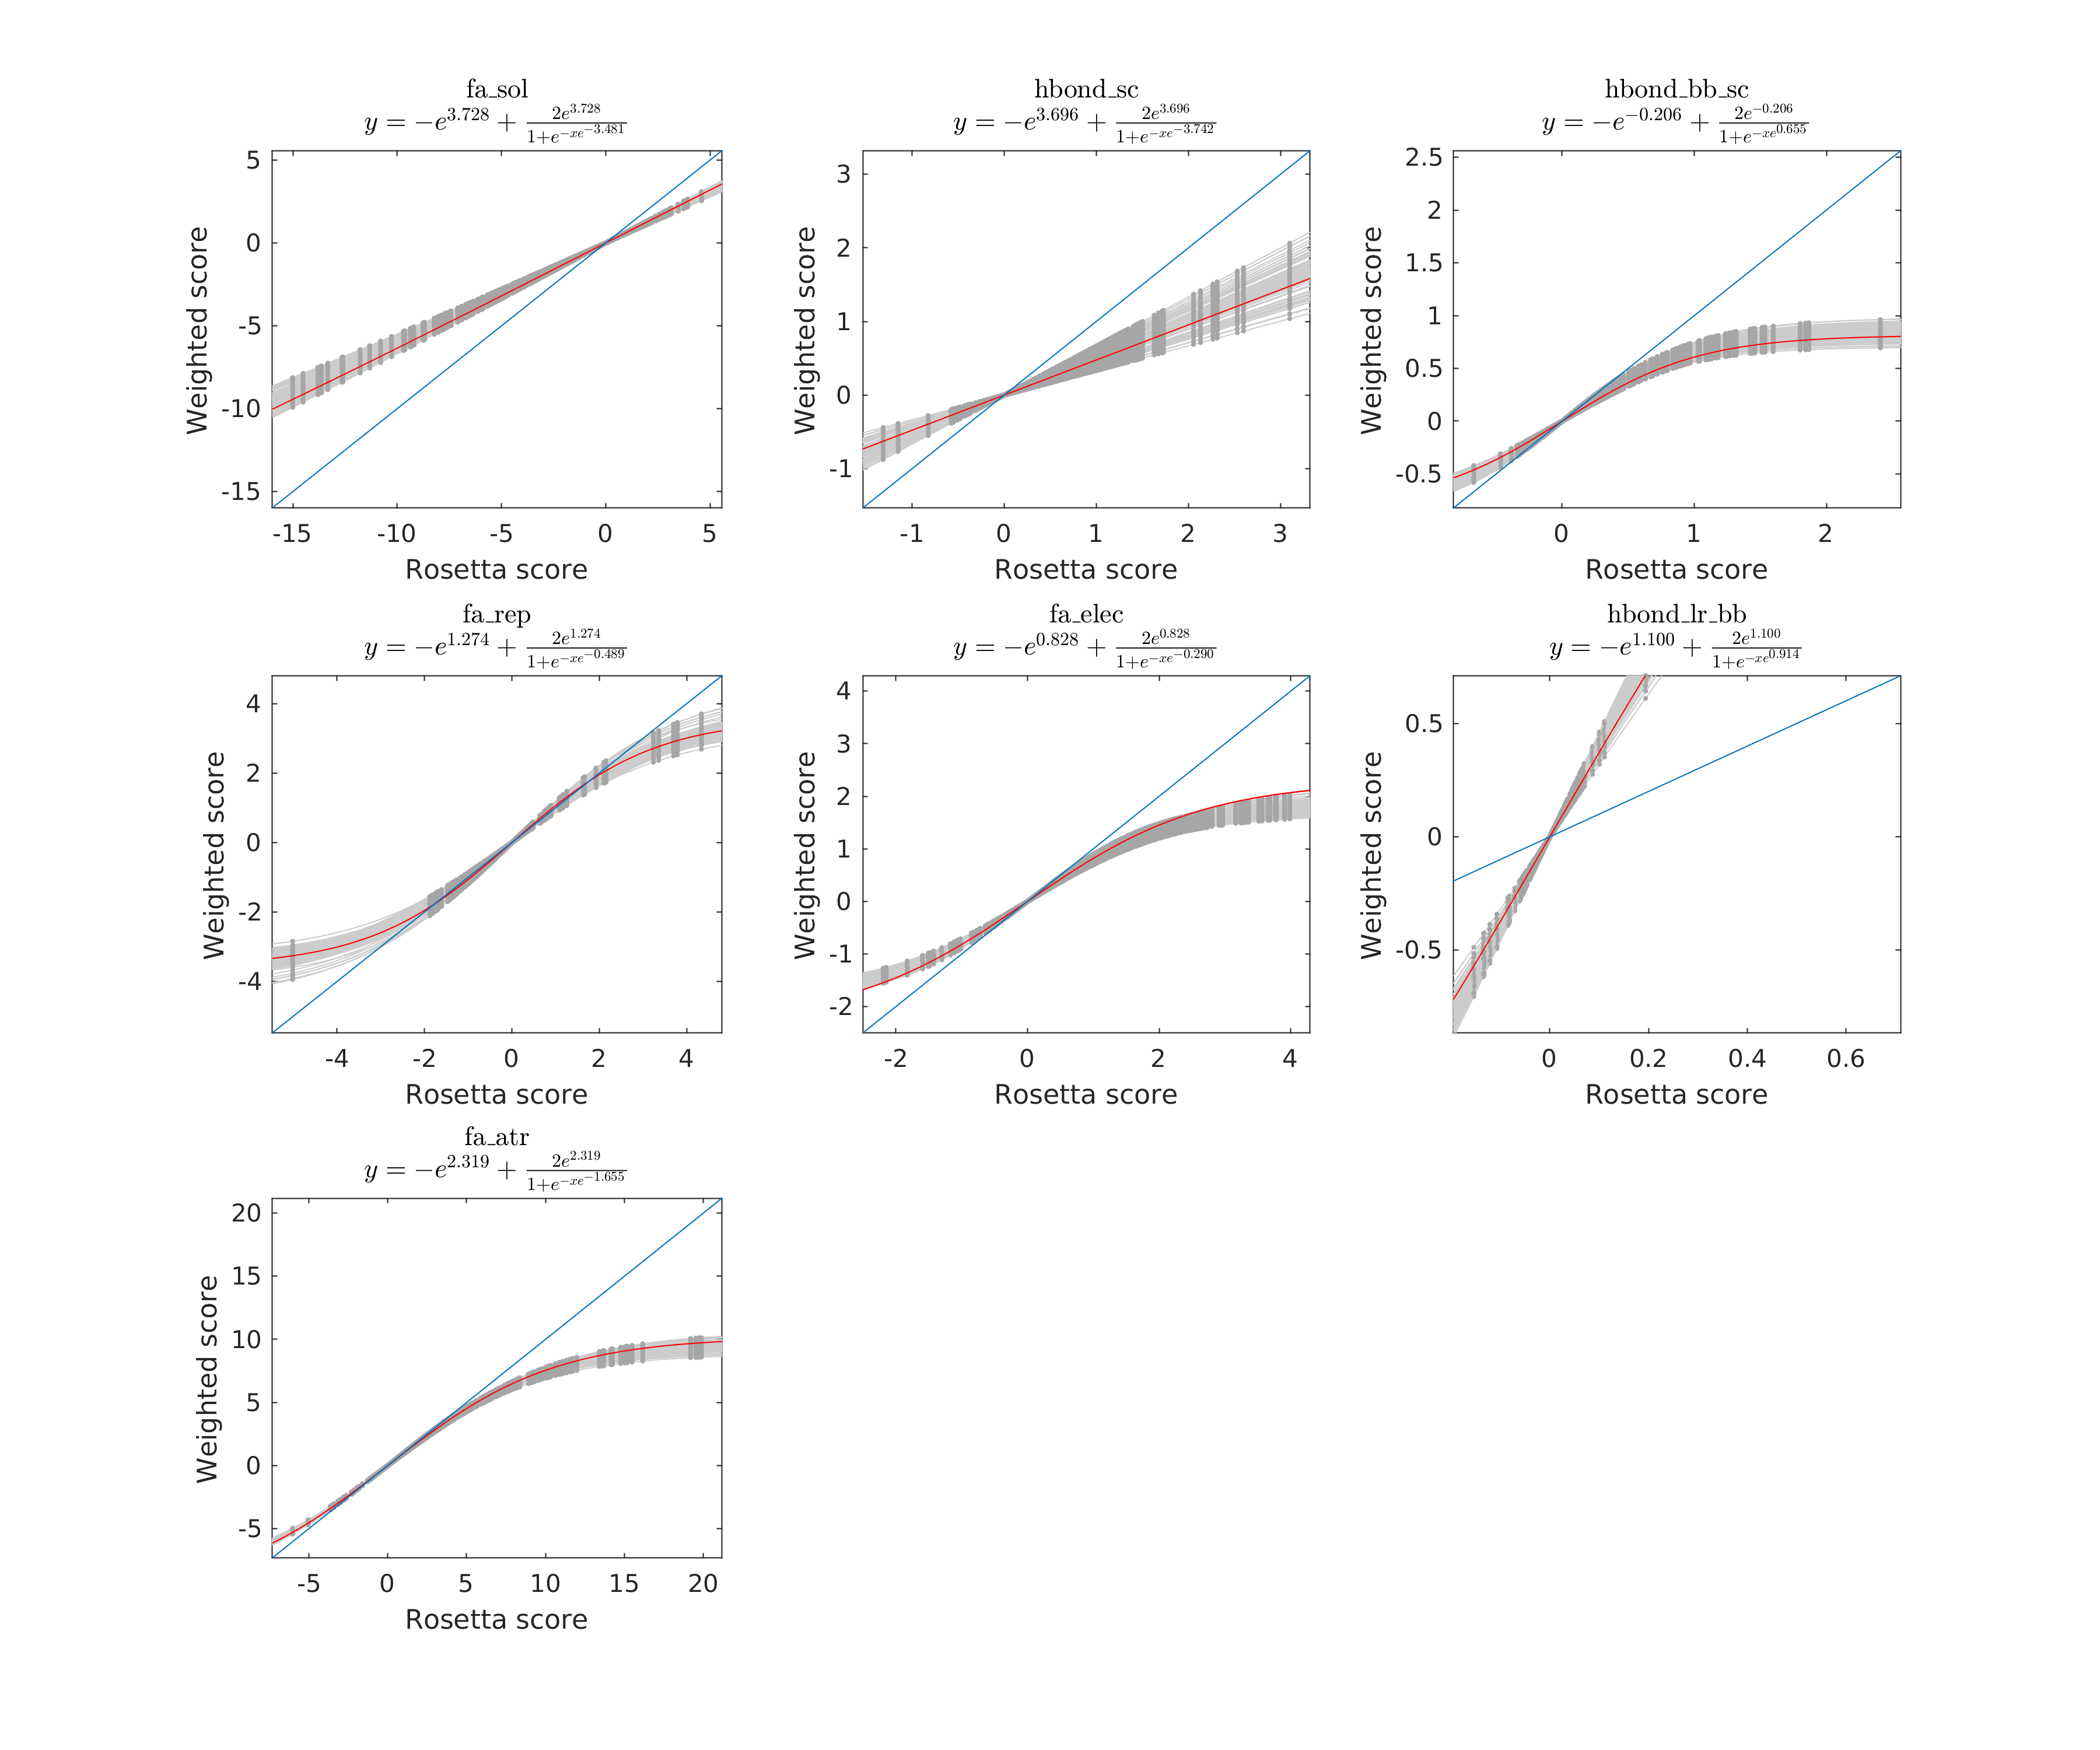 fa_sol
y = −e^{3.728} + \frac{2e^{3.728}}{1+e^{−xe^{−3.481}}}
5
0
-5
-10
-15
Weighted score
-15 -10 -5 0 5
Rosetta score
hbond_sc
y = −e^{3.696} + \frac{2e^{3.696}}{1+e^{−xe^{−3.742}}}
3
2
1
0
-1
Weighted score
-1 0 1 2 3
Rosetta score
hbond_bb_sc
y = −e^{−0.206} + \frac{2e^{−0.206}}{1+e^{−xe^{0.655}}}
2.5
2
1.5
1
0.5
0
-0.5
Weighted score
0 1 2
Rosetta score
fa_rep
y = −e^{1.274} + \frac{2e^{1.274}}{1+e^{−xe^{−0.489}}}
4
2
0
-2
-4
Weighted score
-4 -2 0 2 4
Rosetta score
fa_elec
y = −e^{0.828} + \frac{2e^{0.828}}{1+e^{−xe^{−0.290}}}
4
3
2
1
0
-1
-2
Weighted score
-2 0 2 4
Rosetta score
hbond_lr_bb
y = −e^{1.100} + \frac{2e^{1.100}}{1+e^{−xe^{0.914}}}
0.5
0
-0.5
Weighted score
0 0.2 0.4 0.6
Rosetta score
fa_atr
y = −e^{2.319} + \frac{2e^{2.319}}{1+e^{−xe^{−1.655}}}
20
15
10
5
0
-5
Weighted score
-5 0 5 10 15 20
Rosetta score